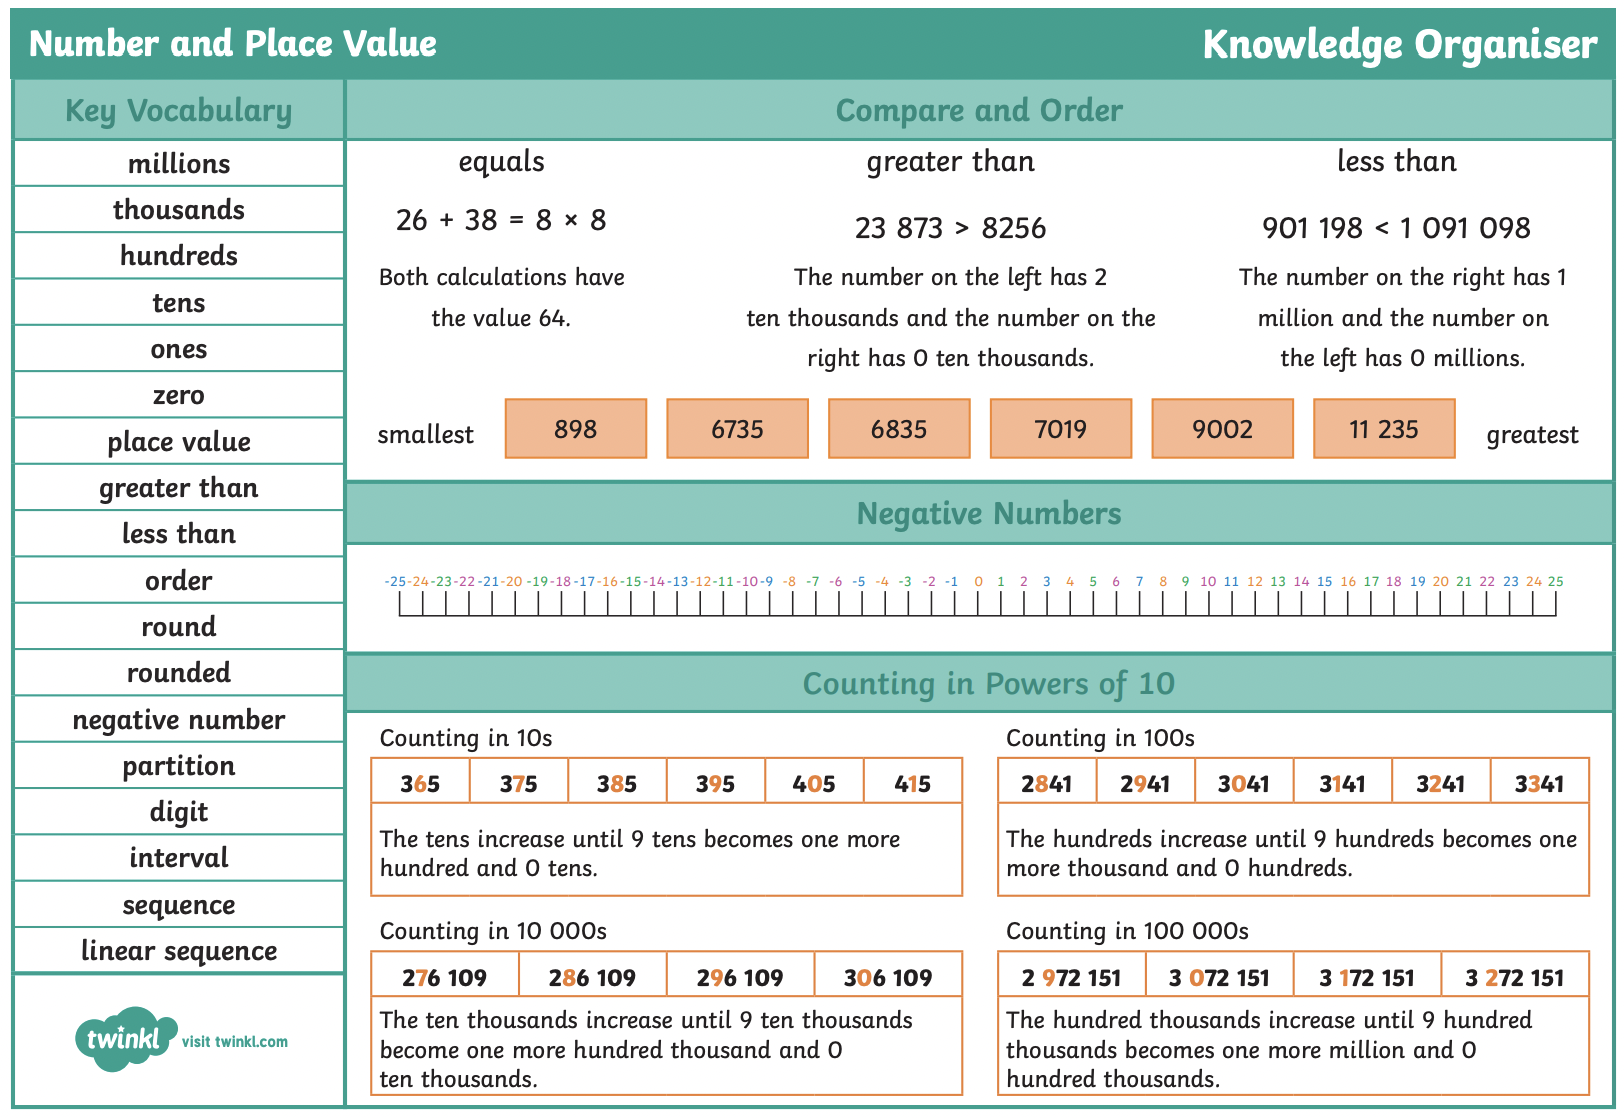 Number and Place Value
Knowledge Organiser
Key Vocabulary
millions
thousands
hundreds
tens
ones
zero
place value
greater than
less than
order
round
rounded
negative number
partition
digit
interval
sequence
linear sequence
twinkl visit twinkl.com
Compare and Order
equals
26 + 38 = 8 × 8
Both calculations have
the value 64.
greater than
23 873 > 8256
The number on the left has 2
ten thousands and the number on the
right has 0 ten thousands.
less than
901 198 < 1 091 098
The number on the right has 1
million and the number on
the left has 0 millions.
smallest 898 6735 6835 7019 9002 11 235 greatest
Negative Numbers
-25 -24 -23 -22 -21 -20 -19 -18 -17 -16 -15 -14 -13 -12 -11 -10 -9 -8 -7 -6 -5 -4 -3 -2 -1 0 1 2 3 4 5 6 7 8 9 10 11 12 13 14 15 16 17 18 19 20 21 22 23 24 25
Counting in Powers of 10
Counting in 10s
365 375 385 395 405 415
The tens increase until 9 tens becomes one more
hundred and 0 tens.
Counting in 100s
2841 2941 3041 3141 3241 3341
The hundreds increase until 9 hundreds becomes one
more thousand and 0 hundreds.
Counting in 10 000s
276 109 286 109 296 109 306 109
The ten thousands increase until 9 ten thousands
become one more hundred thousand and 0
ten thousands.
Counting in 100 000s
2 972 151 3 072 151 3 172 151 3 272 151
The hundred thousands increase until 9 hundred
thousands becomes one more million and 0
hundred thousands.